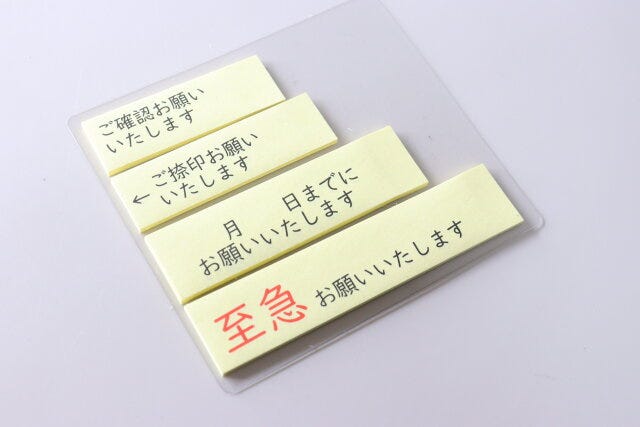 ご確認お願い
いたします
← ご捺印お願い
いたします
月 日までに
お願いいたします
至急 お願いいたします